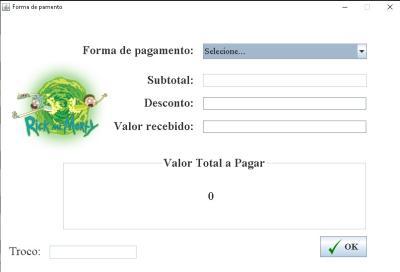 Forma de pamento
Forma de pagamento:
Selecione...
Subtotal:
Desconto:
Rick and Morty
Valor recebido:
Valor Total a Pagar
0
OK
Troco: